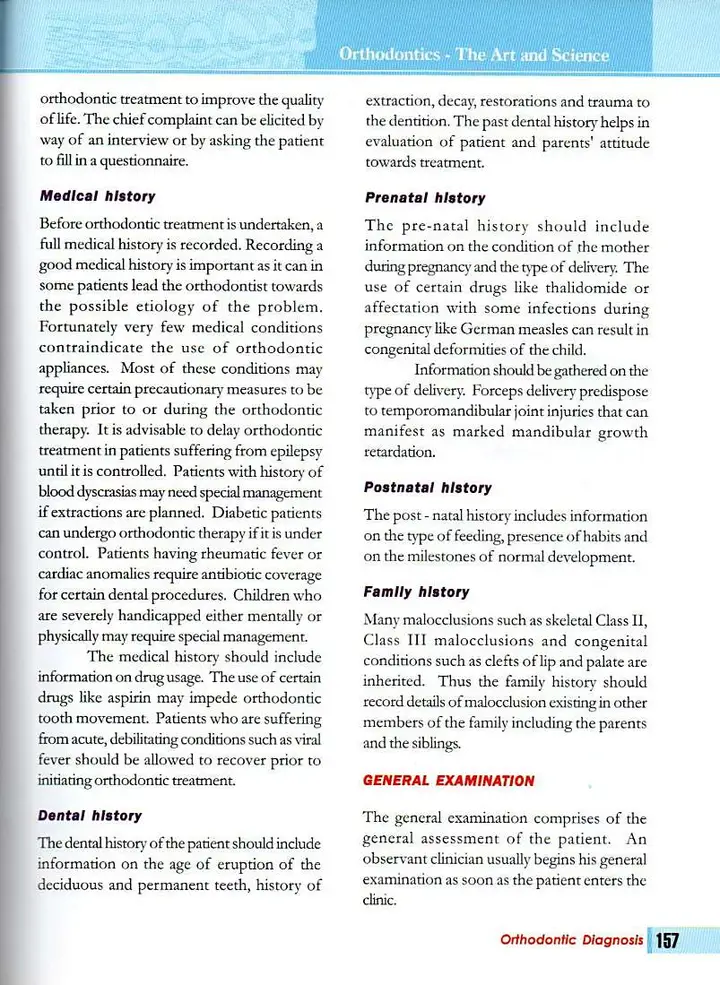 Orthodontics - The Art and Science
orthodontic treatment to improve the quality
of life. The chief complaint can be elicited by
way of an interview or by asking the patient
to fill in a questionnaire.
Medical history
Before orthodontic treatment is undertaken, a
full medical history is recorded. Recording a
good medical history is important as it can in
some patients lead the orthodontist towards
the possible etiology of the problem.
Fortunately very few medical conditions
contraindicate the use of orthodontic
appliances. Most of these conditions may
require certain precautionary measures to be
taken prior to or during the orthodontic
therapy. It is advisable to delay orthodontic
treatment in patients suffering from epilepsy
until it is controlled. Patients with history of
blood dyscrasias may need special management
if extractions are planned. Diabetic patients
can undergo orthodontic therapy if it is under
control. Patients having rheumatic fever or
cardiac anomalies require antibiotic coverage
for certain dental procedures. Children who
are severely handicapped either mentally or
physically may require special management.
The medical history should include
information on drug usage. The use of certain
drugs like aspirin may impede orthodontic
tooth movement. Patients who are suffering
from acute, debilitating conditions such as viral
fever should be allowed to recover prior to
initiating orthodontic treatment.
Dental history
The dental history of the patient should include
information on the age of eruption of the
deciduous and permanent teeth, history of
extraction, decay, restorations and trauma to
the dentition. The past dental history helps in
evaluation of patient and parents' attitude
towards treatment.
Prenatal history
The pre-natal history should include
information on the condition of the mother
during pregnancy and the type of delivery. The
use of certain drugs like thalidomide or
affectation with some infections during
pregnancy like German measles can result in
congenital deformities of the child.
Information should be gathered on the
type of delivery. Forceps delivery predispose
to temporomandibular joint injuries that can
manifest as marked mandibular growth
retardation.
Postnatal history
The post - natal history includes information
on the type of feeding, presence of habits and
on the milestones of normal development.
Family history
Many malocclusions such as skeletal Class II,
Class III malocclusions and congenital
conditions such as clefts of lip and palate are
inherited. Thus the family history should
record details of malocclusion existing in other
members of the family including the parents
and the siblings.
GENERAL EXAMINATION
The general examination comprises of the
general assessment of the patient. An
observant clinician usually begins his general
examination as soon as the patient enters the
clinic.
Orthodontic Diagnosis 157